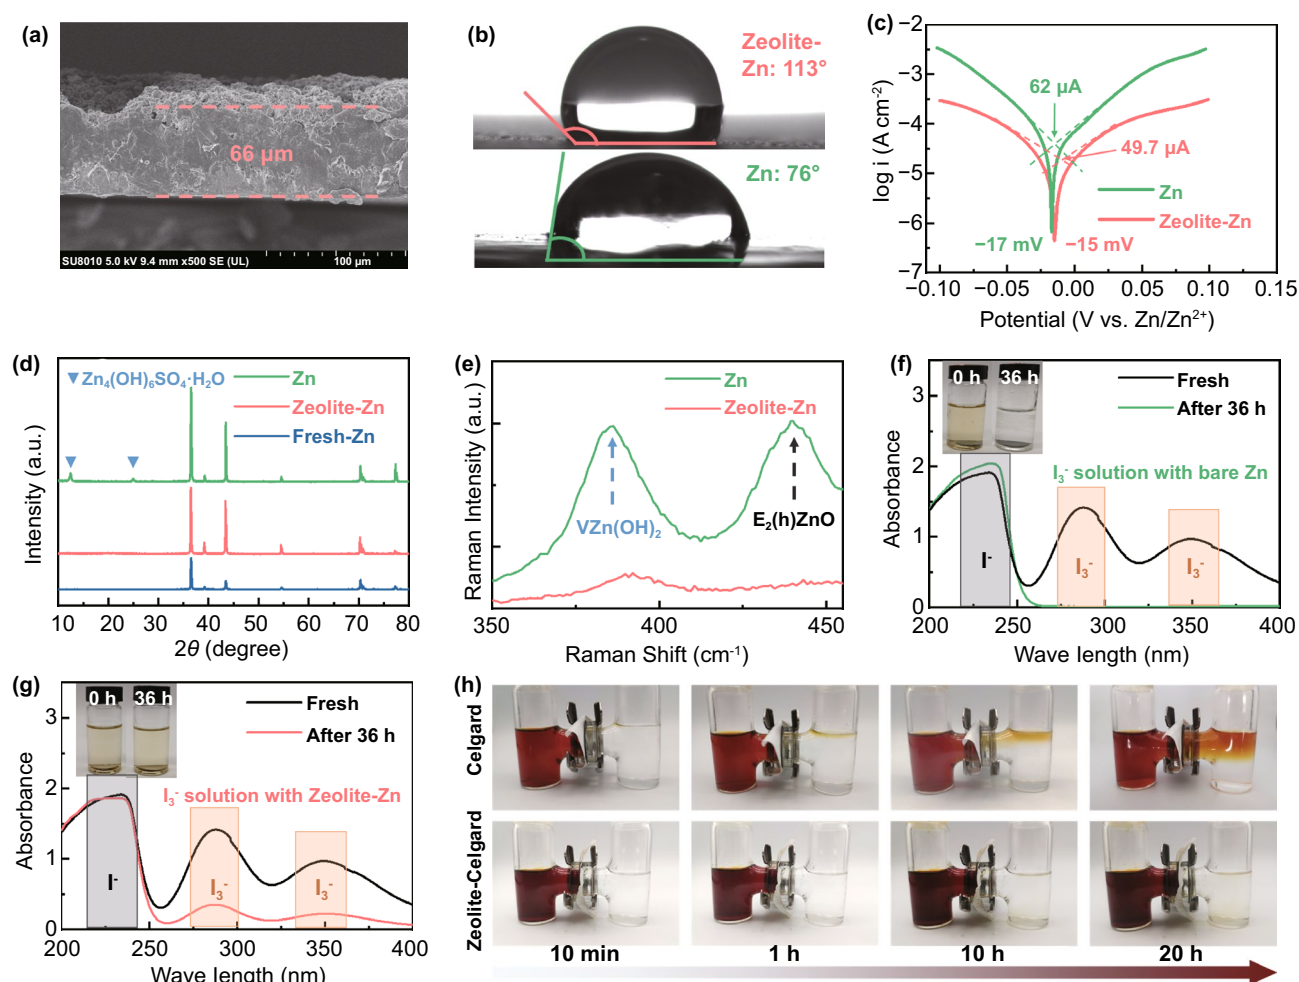 (a)
66 µm
SU8010 5.0 kV 9.4 mm x500 SE (UL)
100 µm
(b)
Zeolite-
Zn: 113°
Zn: 76°
(c)
−2
−3
−4
−5
−6
−7
log i (A cm⁻²)
62 µA
49.7 µA
Zn
Zeolite-Zn
−17 mV
−15 mV
−0.10
−0.05
0.00
0.05
0.10
0.15
Potential (V vs. Zn/Zn²⁺)
(d)
▼Zn₄(OH)₆SO₄·H₂O
Zn
Zeolite-Zn
Fresh-Zn
Intensity (a.u.)
10 20 30 40 50 60 70 80
2θ (degree)
(e)
Zn
Zeolite-Zn
VZn(OH)₂
E₂(h)ZnO
Raman Intensity (a.u.)
350 400 450
Raman Shift (cm⁻¹)
(f)
0 h 36 h
Fresh
After 36 h
I₃⁻ solution with bare Zn
I⁻
I₃⁻
I₃⁻
Absorbance
3
2
1
0
200 250 300 350 400
Wave length (nm)
(g)
0 h 36 h
Fresh
After 36 h
I₃⁻ solution with Zeolite-Zn
I⁻
I₃⁻
I₃⁻
Absorbance
3
2
1
0
200 250 300 350 400
Wave length (nm)
(h)
Celgard
Zeolite-Celgard
10 min
1 h
10 h
20 h